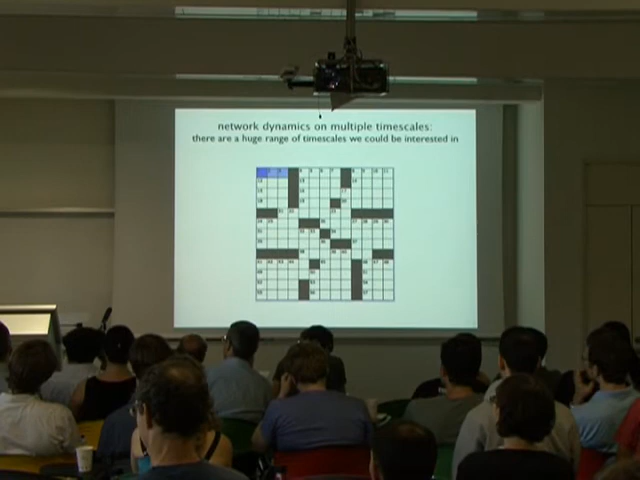 network dynamics on multiple timescales:
there are a huge range of timescales we could be interested in